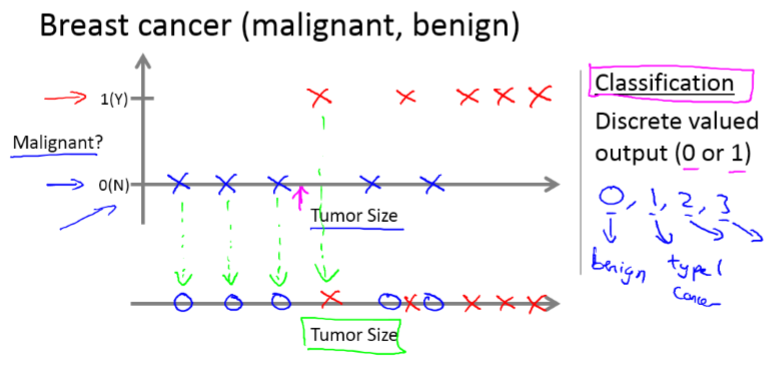 Breast cancer (malignant, benign)
1(Y)
Malignant?
0(N)
Tumor Size
Tumor Size
Classification
Discrete valued
output (0 or 1)
0, 1, 2, 3
benign
type 1
cancer